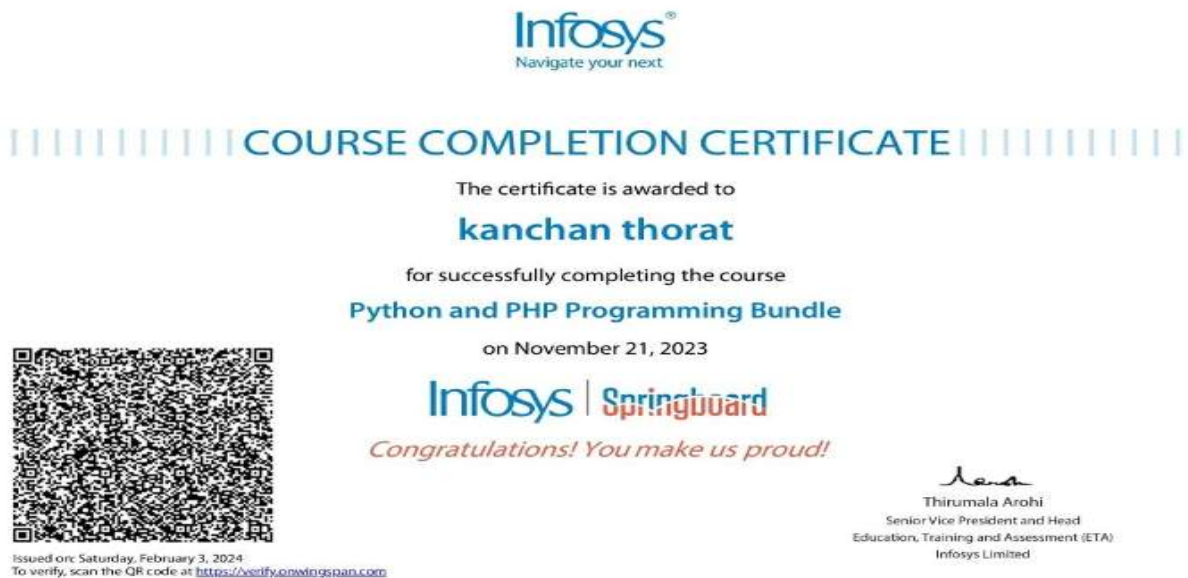 Infosys®
Navigate your next
COURSE COMPLETION CERTIFICATE
The certificate is awarded to
kanchan thorat
for successfully completing the course
Python and PHP Programming Bundle
on November 21, 2023
Infosys | Springboard
Congratulations! You make us proud!
Thirumala Arohi
Senior Vice President and Head
Education, Training and Assessment (ETA)
Infosys Limited
Issued on: Saturday, February 3, 2024
To verify, scan the QR code at https://verify.onwingspan.com